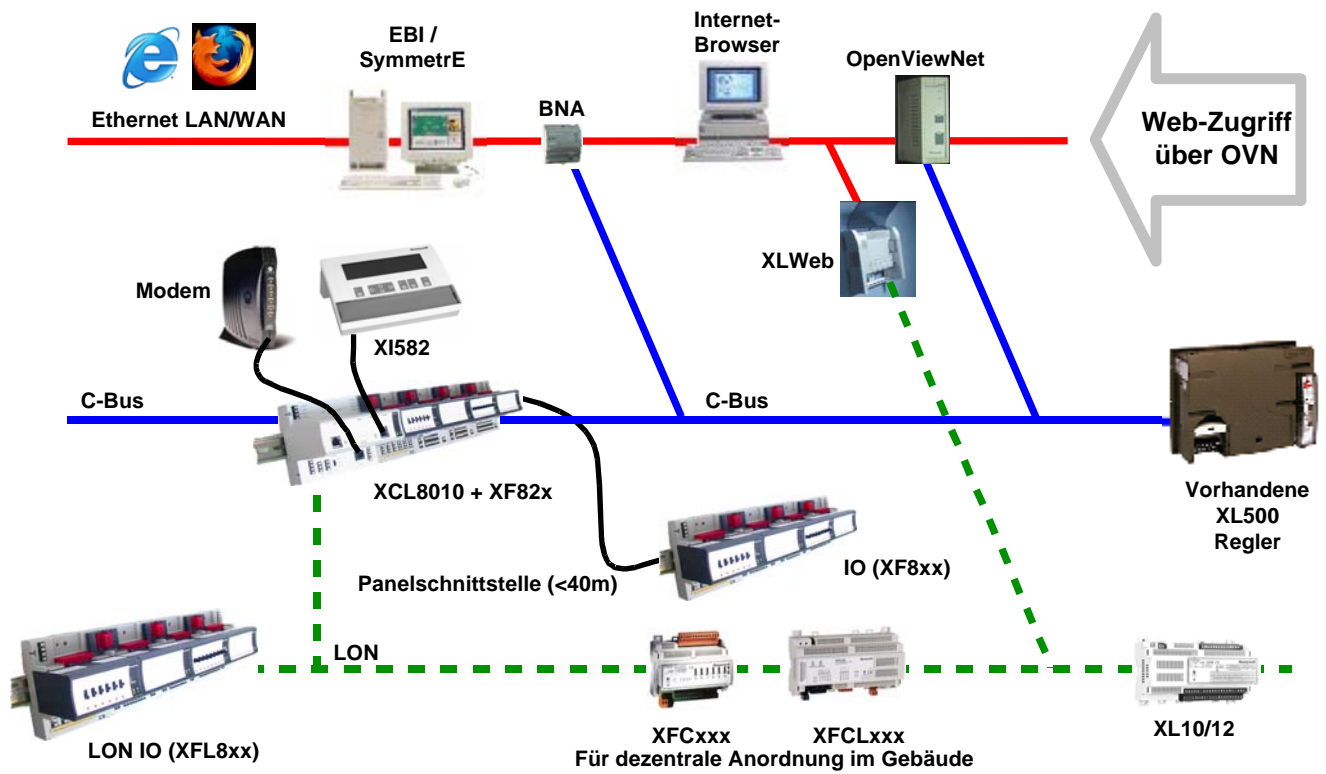 Internet-
Browser
EBI /
SymmetrE
OpenViewNet
BNA
Ethernet LAN/WAN
Web-Zugriff
über OVN
XLWeb
Modem
XI582
C-Bus
C-Bus
XCL8010 + XF82x
Vorhandene
XL500
Regler
IO (XF8xx)
Panelschnittstelle (<40m)
LON
LON IO (XFL8xx)
XFCxxx
XFCLxxx
XL10/12
Für dezentrale Anordnung im Gebäude